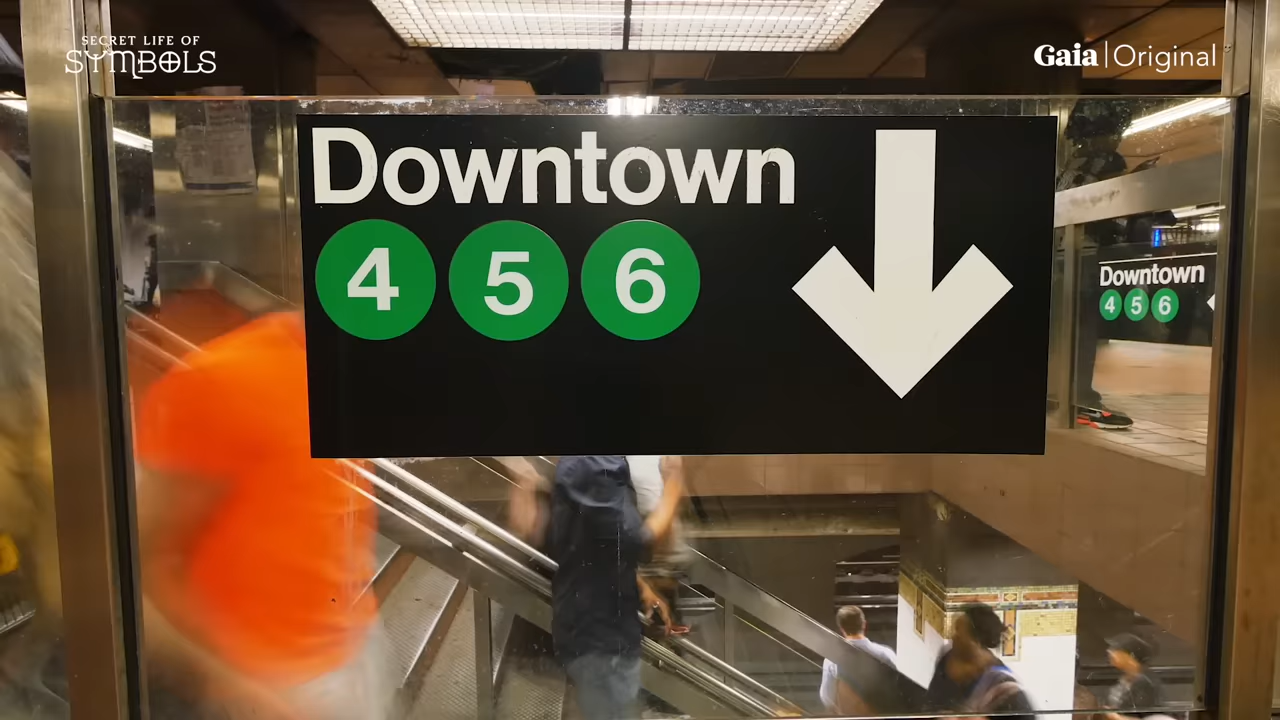 SECRET LIFE OF
SYMBOLS
Gaia | Original
Downtown
4 5 6
Downtown
4 5 6